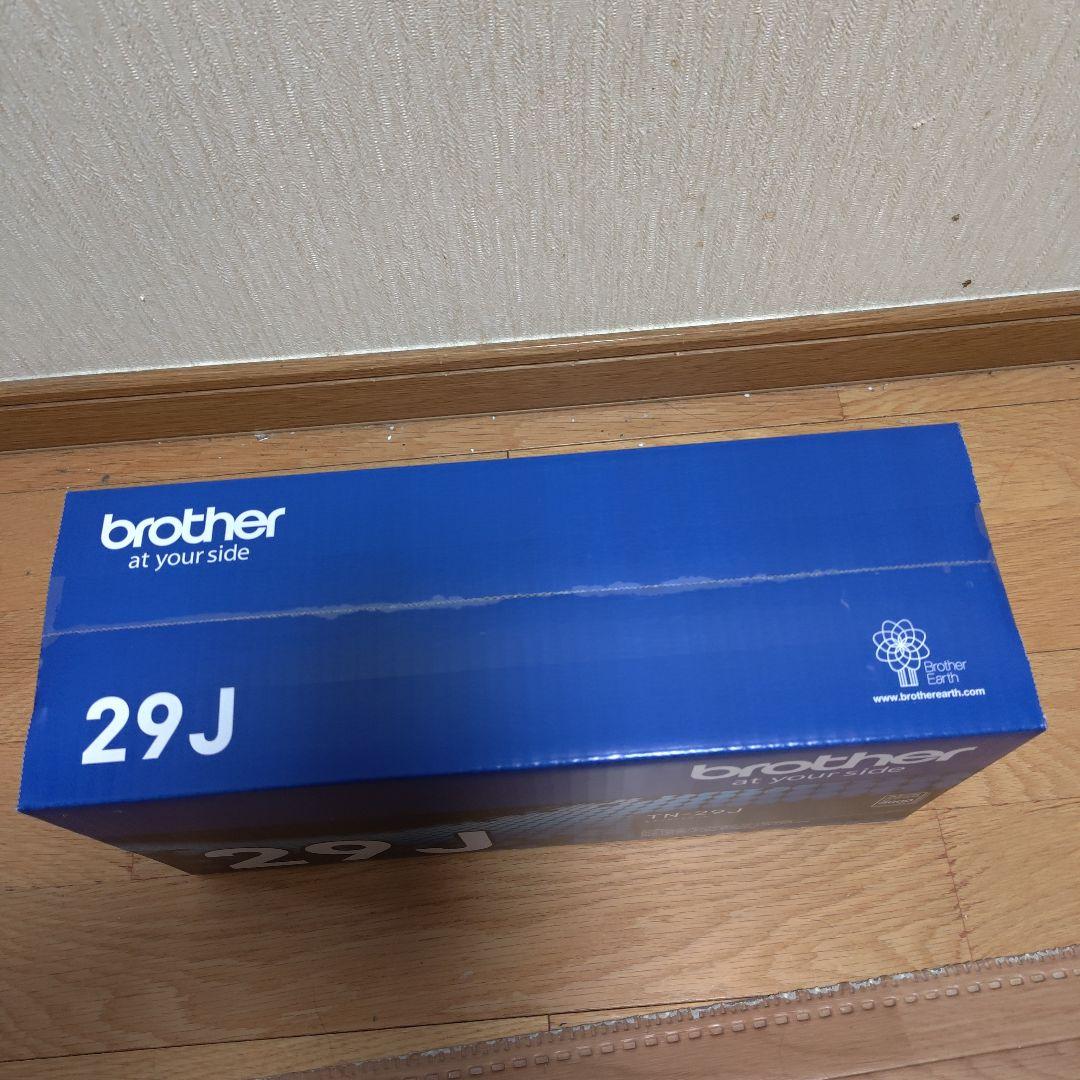 brother
at your side
29J
Brother
Earth
www.brotherearth.com
brother
at your side
29J
TN-29J